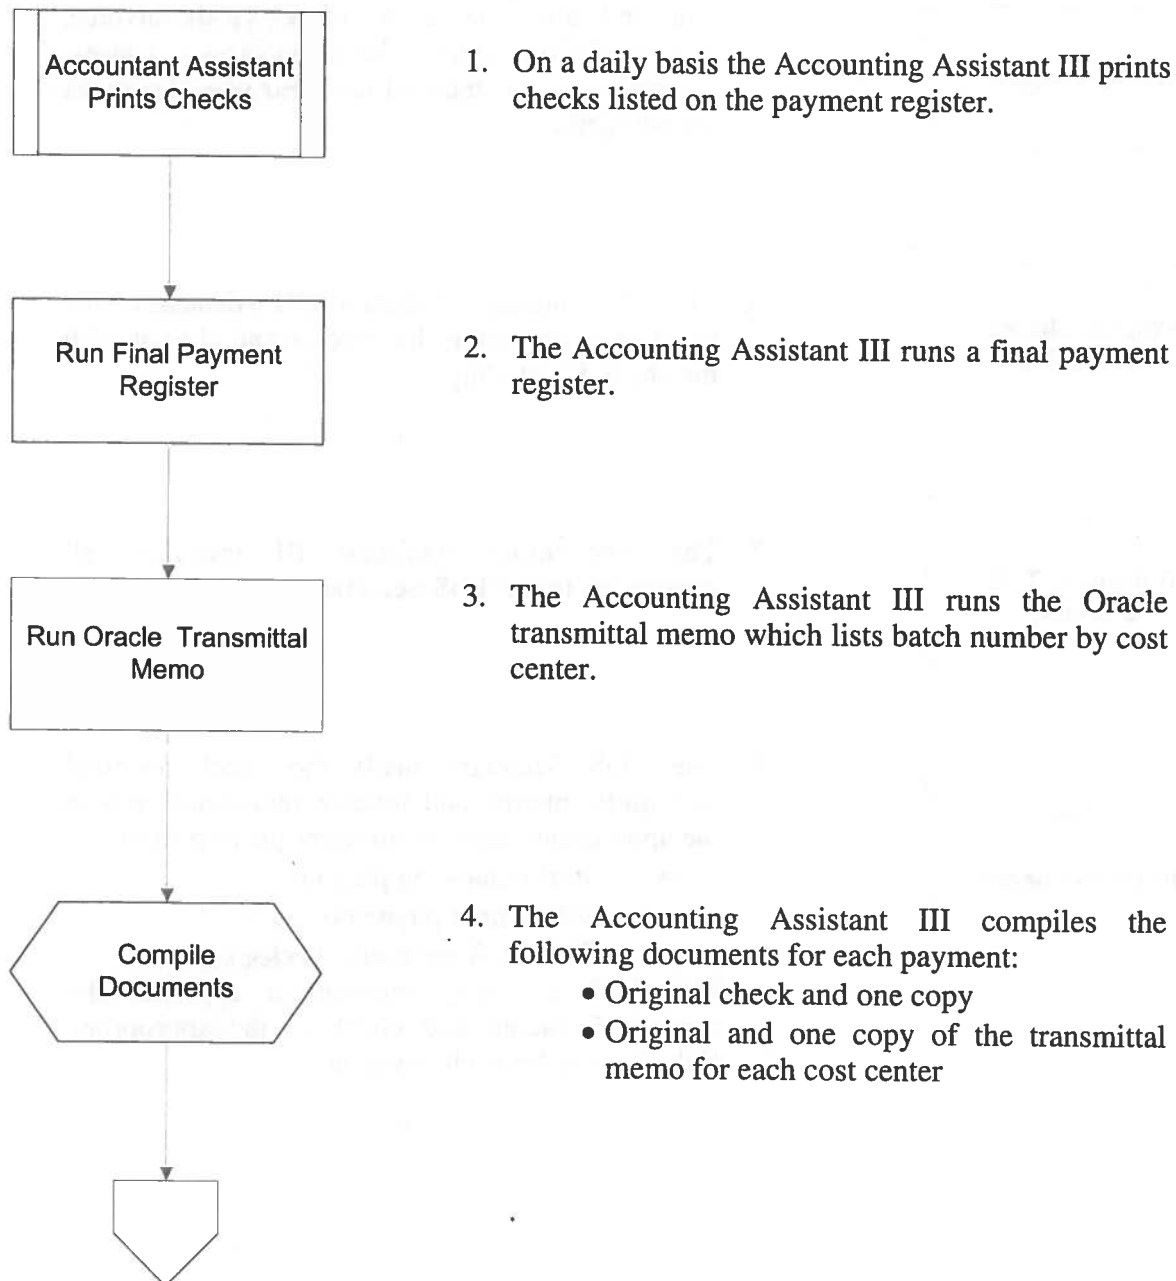 Accountant Assistant
Prints Checks
1. On a daily basis the Accounting Assistant III prints
checks listed on the payment register.
Run Final Payment
Register
2. The Accounting Assistant III runs a final payment
register.
Run Oracle Transmittal
Memo
3. The Accounting Assistant III runs the Oracle
transmittal memo which lists batch number by cost
center.
Compile
Documents
4. The Accounting Assistant III compiles the
following documents for each payment:
• Original check and one copy
• Original and one copy of the transmittal
memo for each cost center